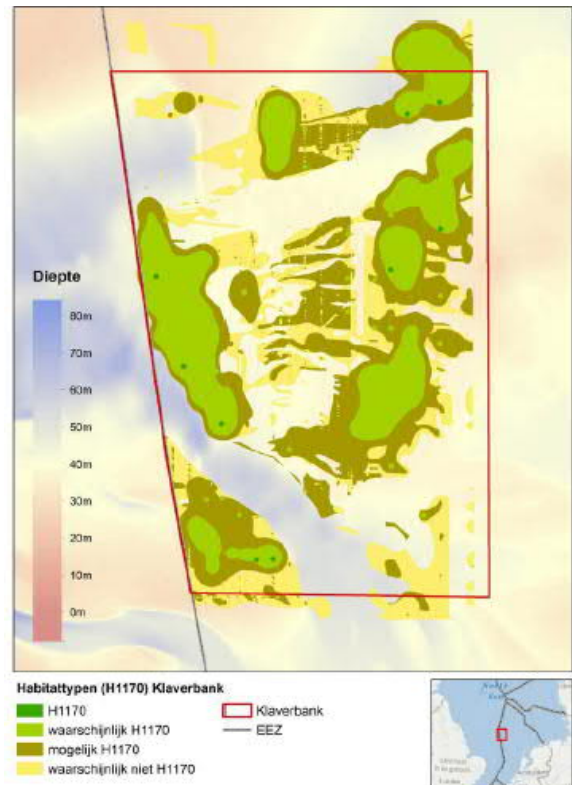 Diepte
80m
70m
60m
50m
40m
30m
20m
10m
0m
Habitattypen (H1170) Klaverbank
H1170
waarschijnlijk H1170
mogelijk H1170
waarschijnlijk niet H1170
Klaverbank
EEZ